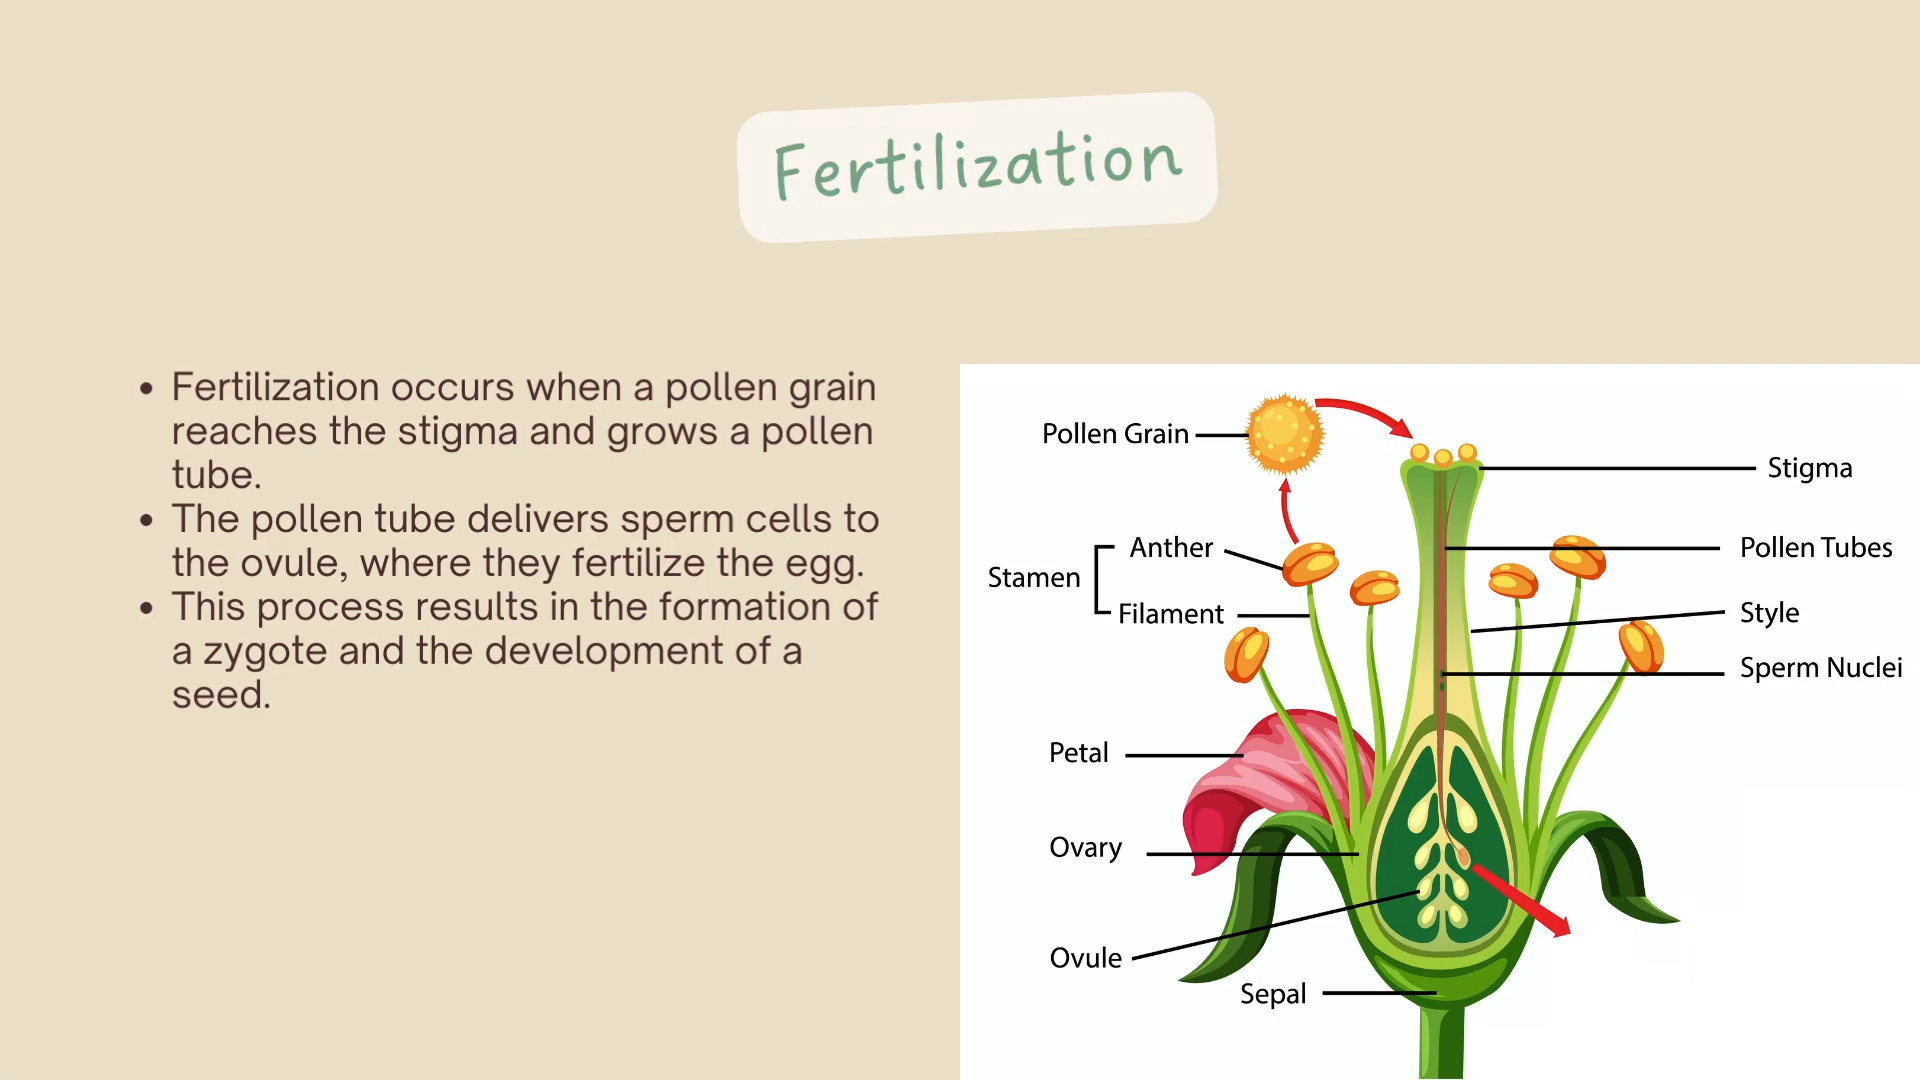 Fertilization
• Fertilization occurs when a pollen grain
reaches the stigma and grows a pollen
tube.
• The pollen tube delivers sperm cells to
the ovule, where they fertilize the egg.
• This process results in the formation of
a zygote and the development of a
seed.
Pollen Grain
Stigma
Anther
Pollen Tubes
Stamen
Filament
Style
Sperm Nuclei
Petal
Ovary
Ovule
Sepal